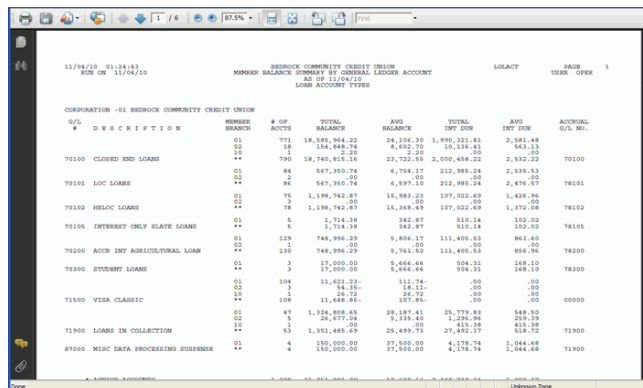 1 / 6 87.5% Find
11/04/10 01:24:43 BEDROCK COMMUNITY CREDIT UNION LGLACT PAGE 1
RUN ON 11/04/10 MEMBER BALANCE SUMMARY BY GENERAL LEDGER ACCOUNT USER OPER
AS OF 11/04/10
LOAN ACCOUNT TYPES
CORPORATION -01 BEDROCK COMMUNITY CREDIT UNION
G/L MEMBER # OF TOTAL AVG TOTAL AVG ACCRUAL
# D E S C R I P T I O N BRANCH ACCTS BALANCE BALANCE INT DUE INT DUE G/L NO.
01 771 18,585,964.22 24,106.30 1,990,321.81 2,581.48
02 18 154,848.74 8,602.70 10,136.41 563.13
10 1 2.20 2.20 .00 .00
70100 CLOSED END LOANS ** 790 18,740,815.16 23,722.55 2,000,458.22 2,532.22 70100
01 84 567,350.74 6,754.17 212,985.24 2,535.53
02 2 .00 .00 .00 .00
70101 LOC LOANS ** 86 567,350.74 6,597.10 212,985.24 2,476.57 78101
01 75 1,198,742.87 15,983.23 107,022.69 1,426.96
02 3 .00 .00 .00 .00
70102 HELOC LOANS ** 78 1,198,742.87 15,368.49 107,022.69 1,372.08 78102
01 5 1,714.38 342.87 510.14 102.02
70105 INTEREST ONLY SLATE LOANS ** 5 1,714.38 342.87 510.14 102.02 78105
01 129 748,996.29 5,806.17 111,405.53 863.60
02 1 .00 .00 .00 .00
70200 ACCR INT AGRICULTURAL LOAN ** 130 748,996.29 5,761.50 111,405.53 856.96 78200
01 3 17,000.00 5,666.66 504.31 168.10
70300 STUDENT LOANS ** 3 17,000.00 5,666.66 504.31 168.10 78300
01 104 11,621.23- 111.74- .00 .00
02 3 54.35- 18.11- .00 .00
10 1 26.72 26.72 .00 .00
71500 VISA CLASSIC ** 108 11,648.86- 107.85- .00 .00 00000
01 47 1,324,808.65 28,187.41 25,779.83 548.50
02 5 26,677.04 5,335.40 1,296.96 259.39
10 1 .00 .00 415.38 415.38
71900 LOANS IN COLLECTION ** 53 1,351,485.69 25,499.73 27,492.17 518.72 71900
01 4 150,000.00 37,500.00 4,178.74 1,044.68
87000 MISC DATA PROCESSING SUSPENSE ** 4 150,000.00 37,500.00 4,178.74 1,044.68 71900
Done Unknown Zone